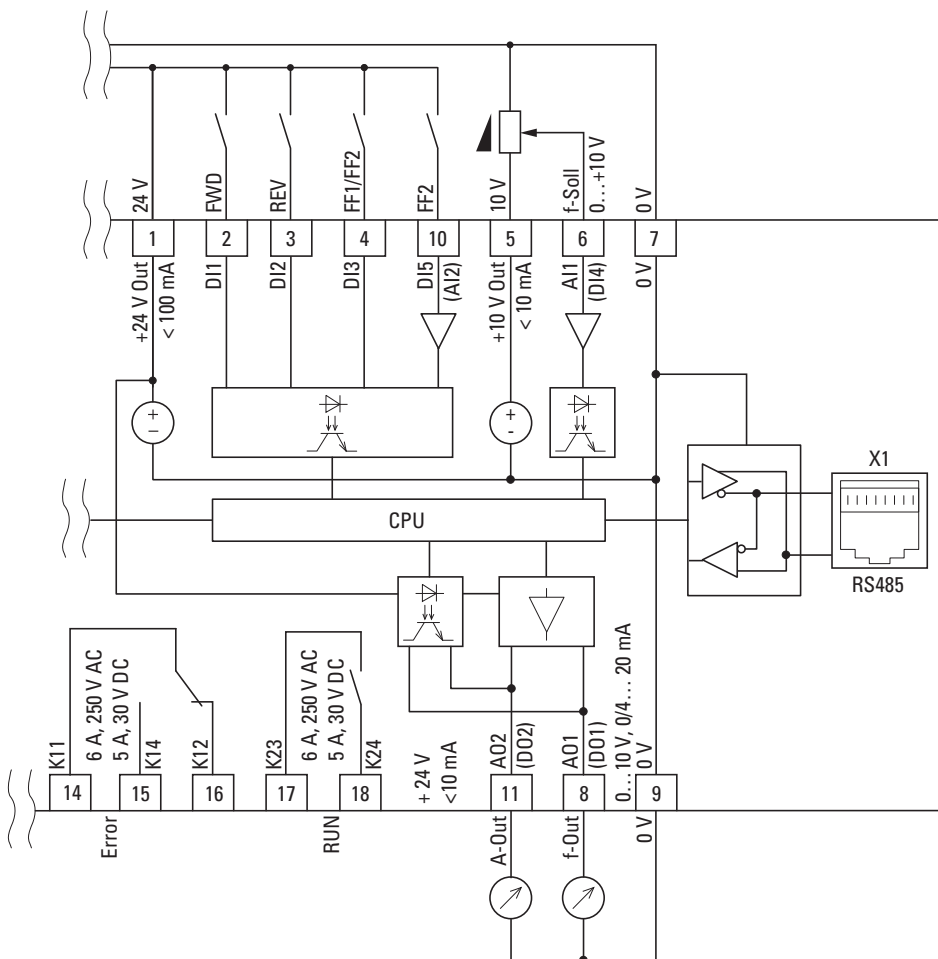 24 V
FWD
REV
FF1/FF2
FF2
10 V
f-Soll
0…+10 V
0 V
1
2
3
4
10
5
6
7
+24 V Out
< 100 mA
DI1
DI2
DI3
DI5
(AI2)
+10 V Out
< 10 mA
AI1
(DI4)
0 V
+
−
+
-
CPU
X1
RS485
K11
6 A, 250 V AC
5 A, 30 V DC
K14
K12
K23
6 A, 250 V AC
5 A, 30 V DC
K24
+ 24 V
<10 mA
AO2
(DO2)
AO1
(DO1)
0…10 V, 0/4… 20 mA
0 V
14
15
16
17
18
11
8
9
Error
RUN
A-Out
f-Out
0 V